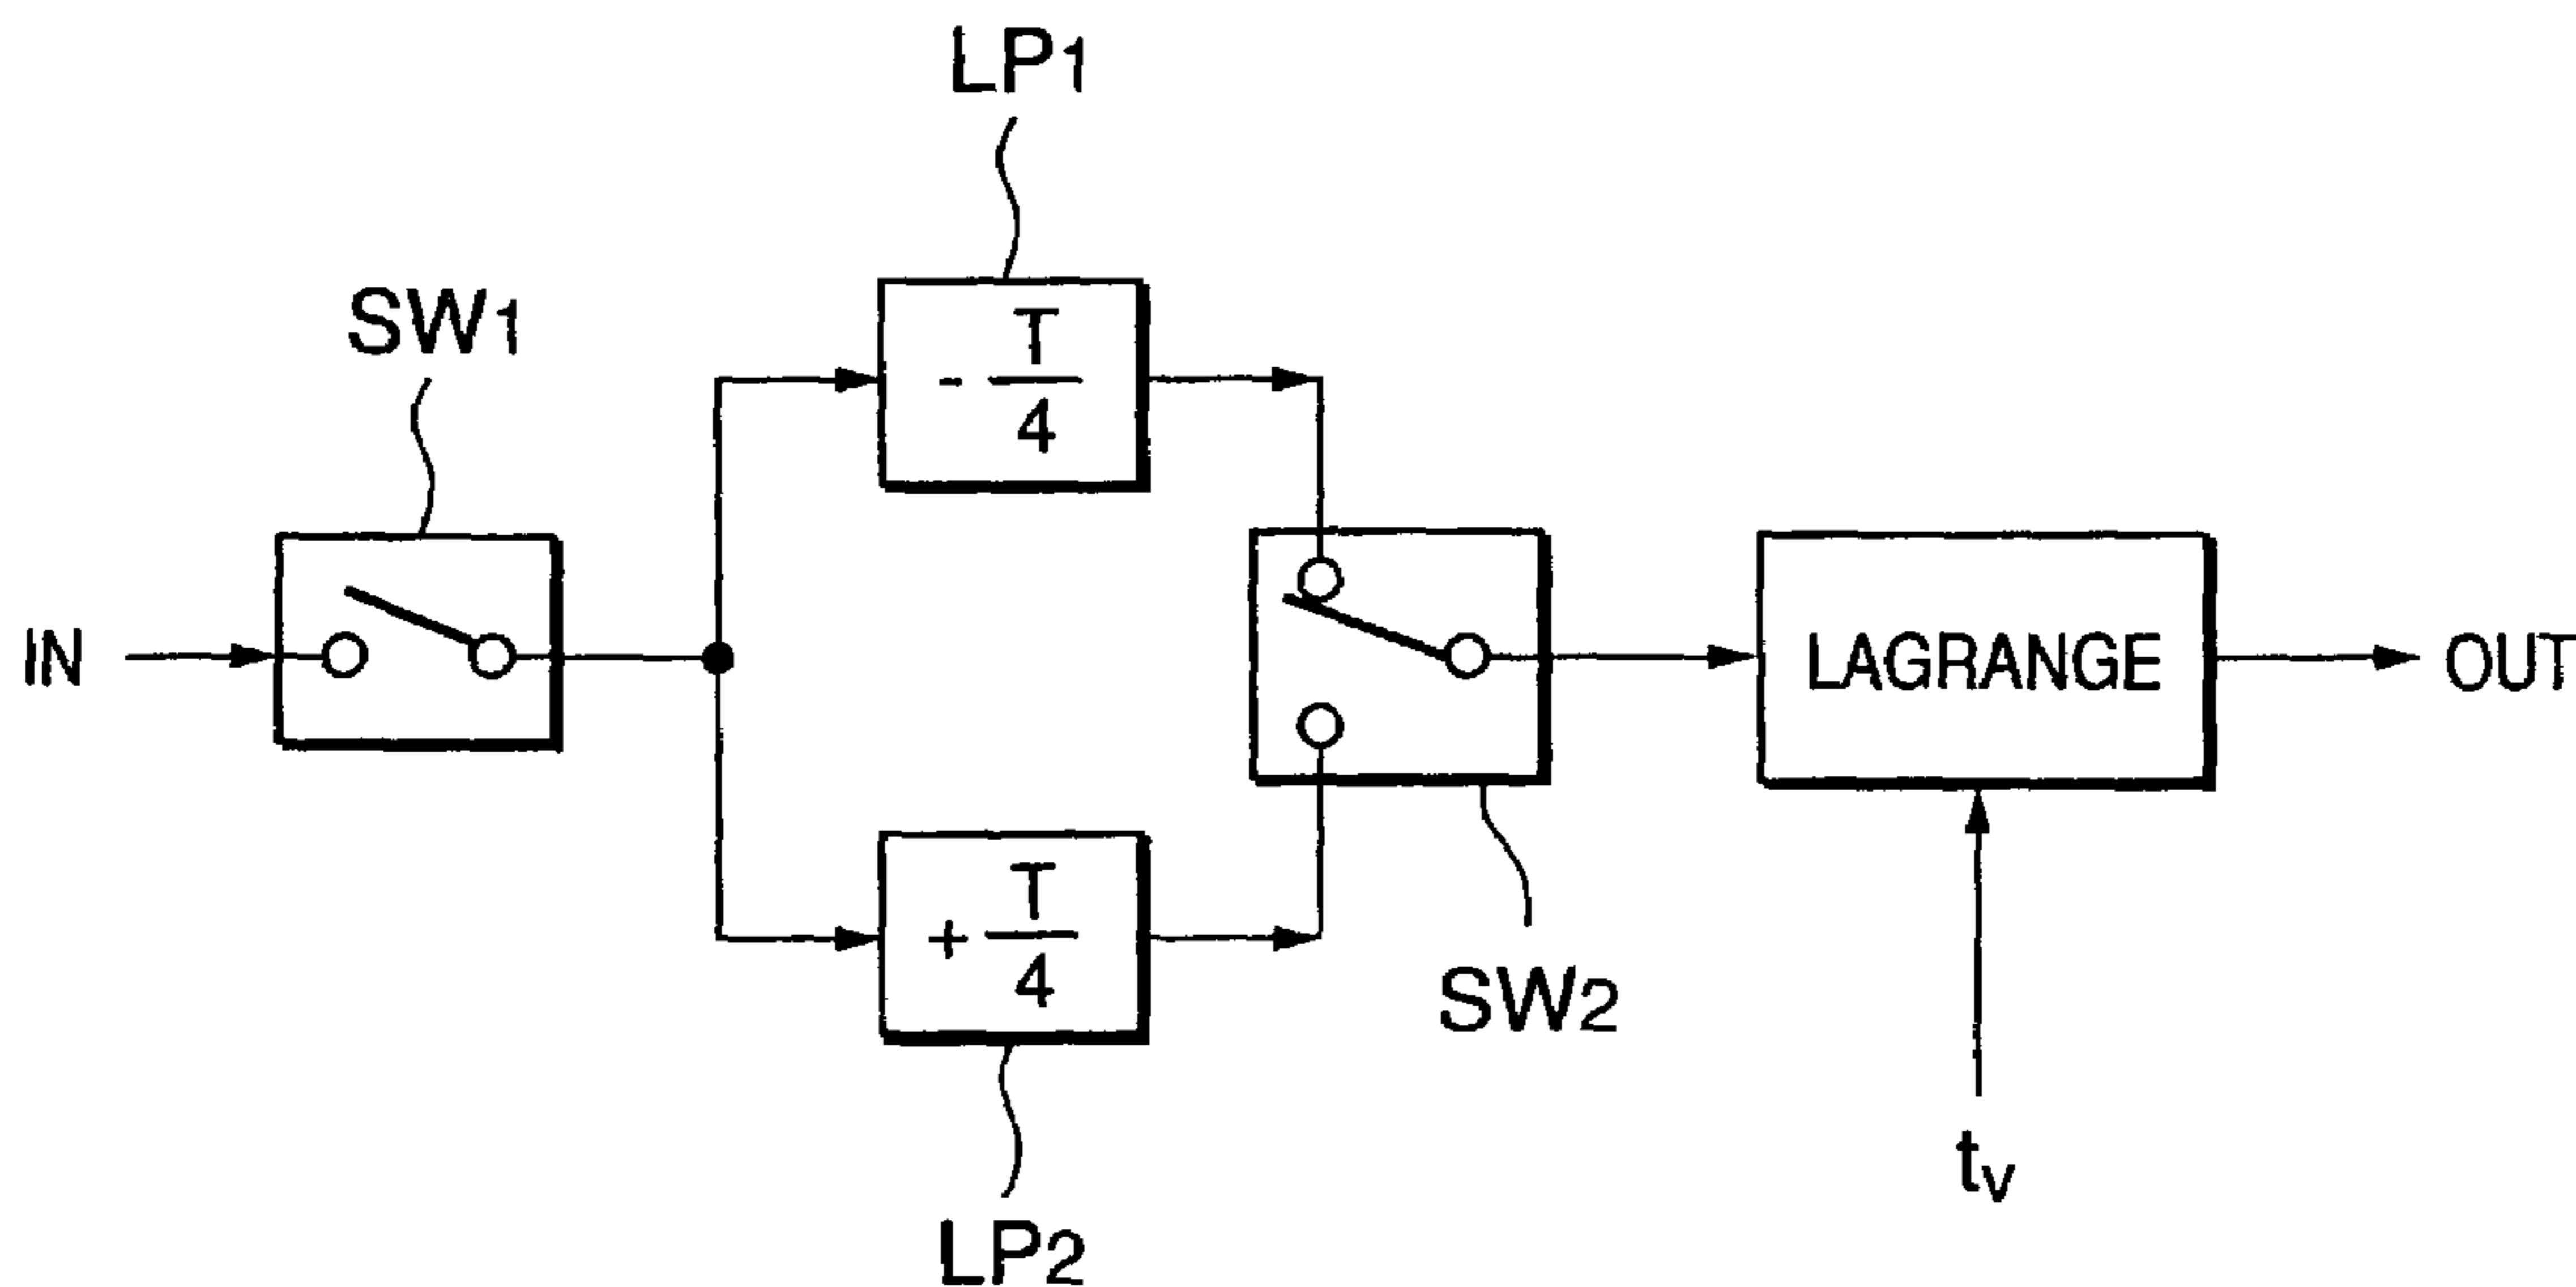 LP1
SW1
- T/4
IN
LAGRANGE
OUT
+ T/4
SW2
tv
LP2